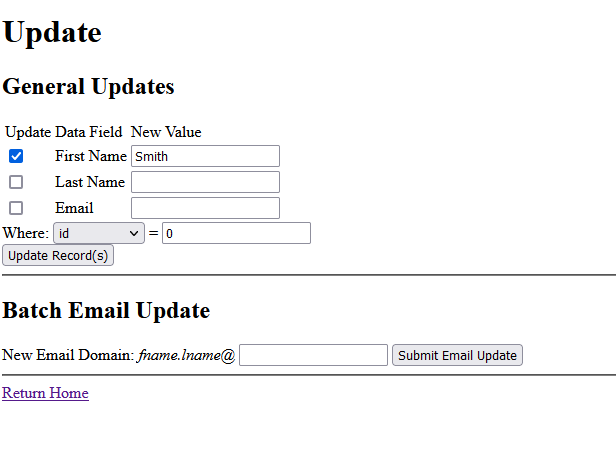 Update
General Updates
Update Data Field New Value
First Name Smith
Last Name
Email
Where: id = 0
Update Record(s)
Batch Email Update
New Email Domain: fname.lname@ Submit Email Update
Return Home